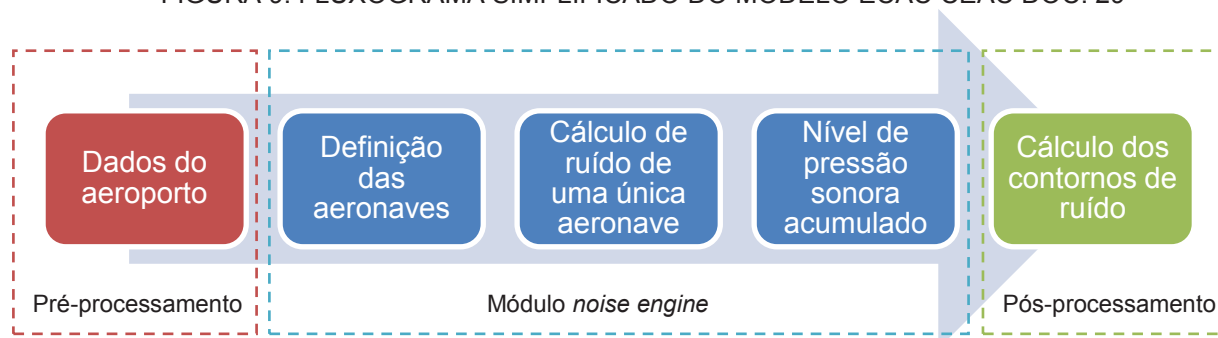 Dados do
aeroporto
Definição
das
aeronaves
Cálculo de
ruído de
uma única
aeronave
Nível de
pressão
sonora
acumulado
Cálculo dos
contornos de
ruído
Pré-processamento
Módulo noise engine
Pós-processamento